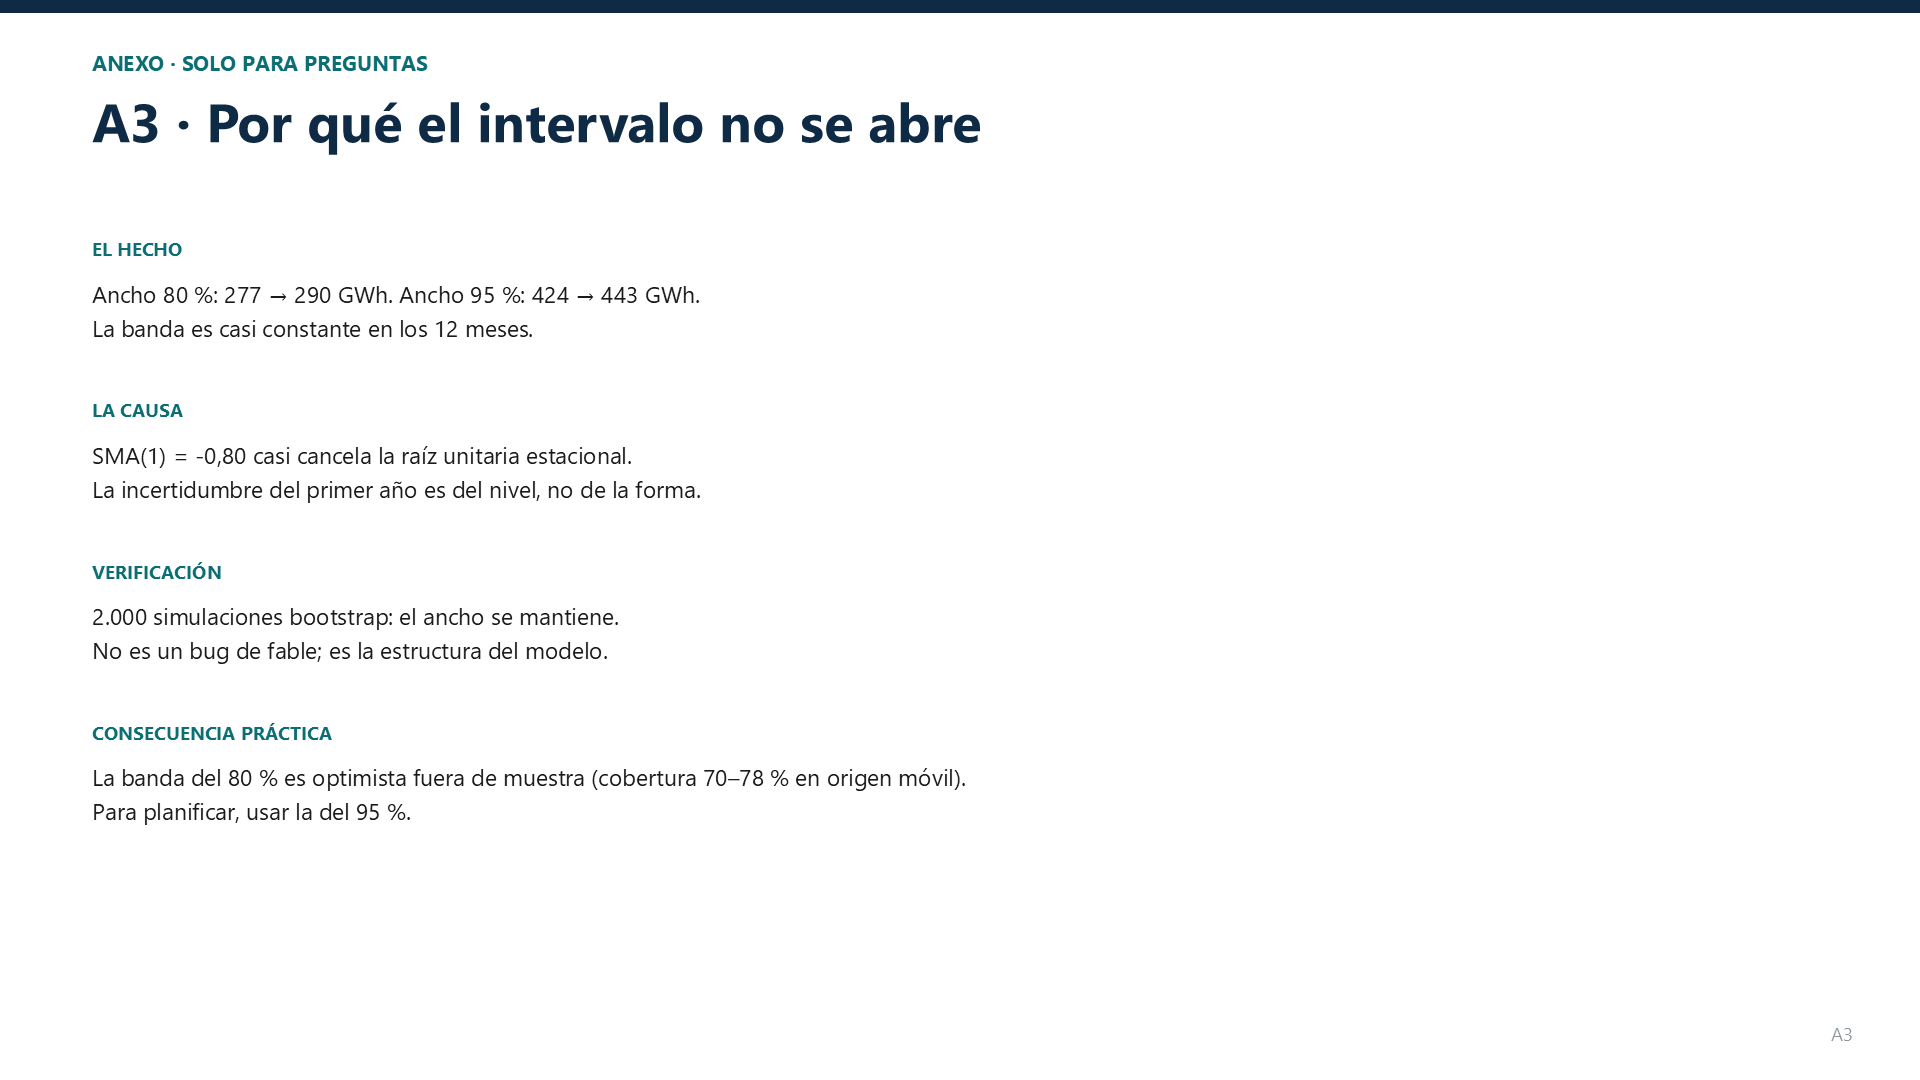 ANEXO · SOLO PARA PREGUNTAS
A3 · Por qué el intervalo no se abre
EL HECHO
Ancho 80 %: 277 → 290 GWh. Ancho 95 %: 424 → 443 GWh.
La banda es casi constante en los 12 meses.
LA CAUSA
SMA(1) = -0,80 casi cancela la raíz unitaria estacional.
La incertidumbre del primer año es del nivel, no de la forma.
VERIFICACIÓN
2.000 simulaciones bootstrap: el ancho se mantiene.
No es un bug de fable; es la estructura del modelo.
CONSECUENCIA PRÁCTICA
La banda del 80 % es optimista fuera de muestra (cobertura 70–78 % en origen móvil).
Para planificar, usar la del 95 %.
A3